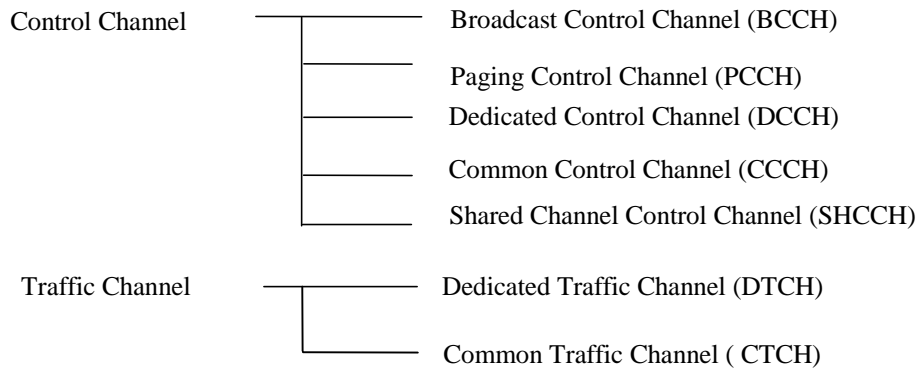 Control Channel Broadcast Control Channel (BCCH)
Paging Control Channel (PCCH)
Dedicated Control Channel (DCCH)
Common Control Channel (CCCH)
Shared Channel Control Channel (SHCCH)
Traffic Channel Dedicated Traffic Channel (DTCH)
Common Traffic Channel ( CTCH)